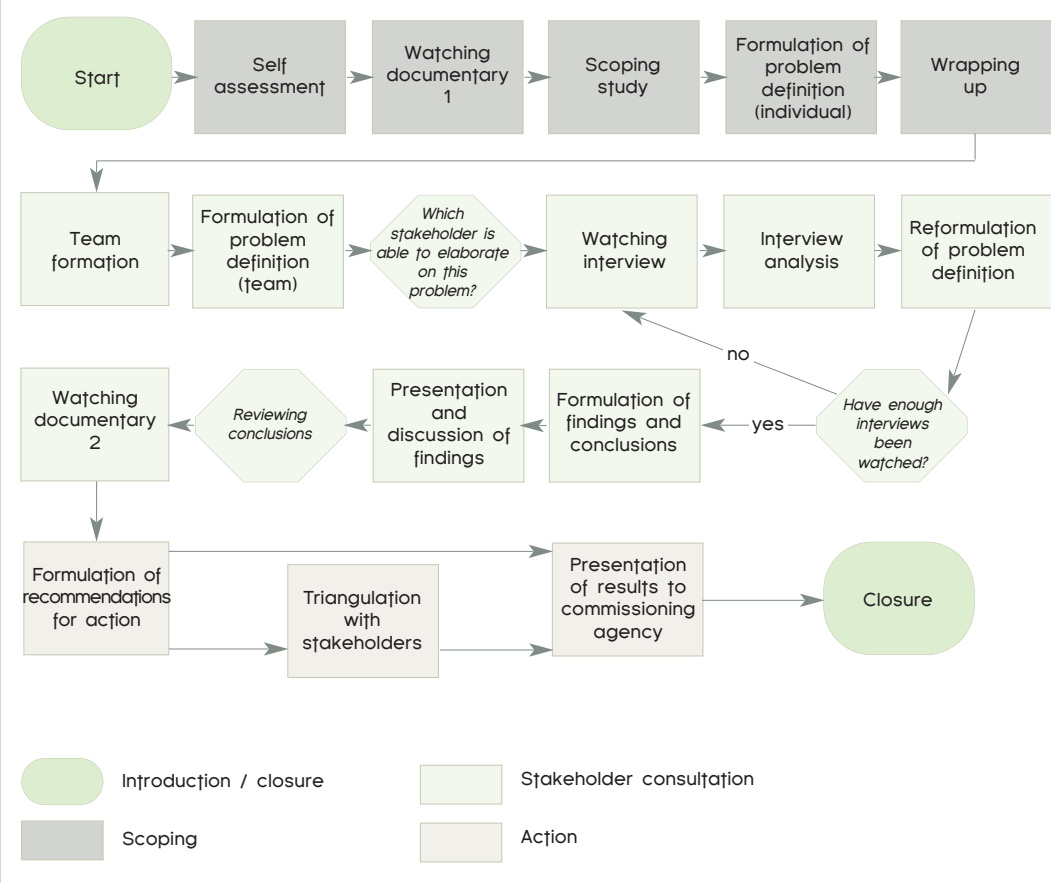 Start
Self
assessment
Watching
documentary
1
Scoping
study
Formulation of
problem
definition
(individual)
Wrapping
up
Team
formation
Formulation of
problem
definition
(team)
Which
stakeholder is
able to elaborate
on this
problem?
Watching
interview
Interview
analysis
Reformulation
of problem
definition
no
Watching
documentary
2
Reviewing
conclusions
Presentation
and
discussion of
findings
Formulation of
findings and
conclusions
yes
Have enough
interviews
been
watched?
Formulation of
recommendations
for action
Triangulation
with
stakeholders
Presentation
of results to
commissioning
agency
Closure
Introduction / closure
Stakeholder consultation
Scoping
Action